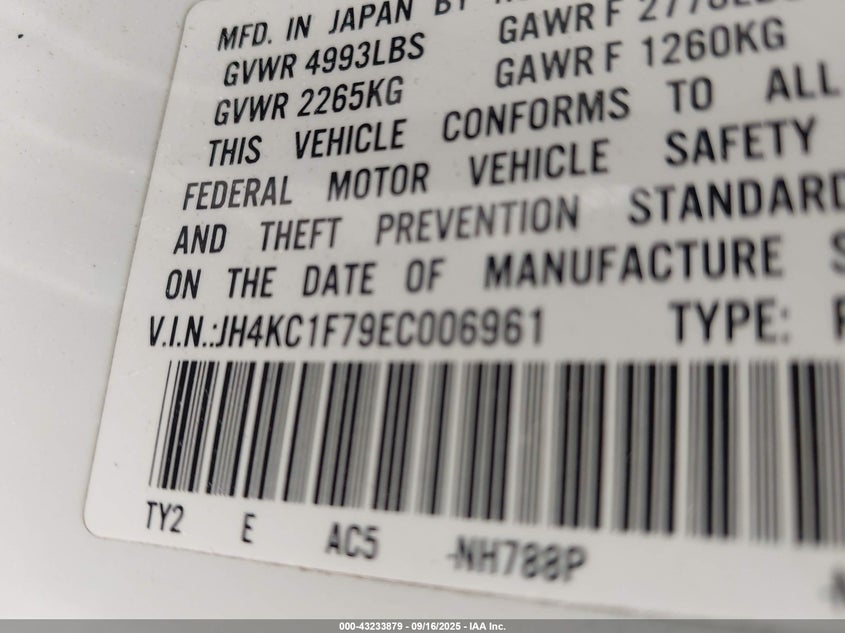 MFD. IN JAPAN BY
GVWR 4993LBS GAWR F
GVWR 2265KG GAWR F 1260KG
THIS VEHICLE CONFORMS TO ALL
FEDERAL MOTOR VEHICLE SAFETY
AND THEFT PREVENTION STANDARD
ON THE DATE OF MANUFACTURE S
V.I.N.:JH4KC1F79EC006961 TYPE:
TY2 E AC5 -NH788P
000-43233879 - 09/16/2025 - IAA Inc.